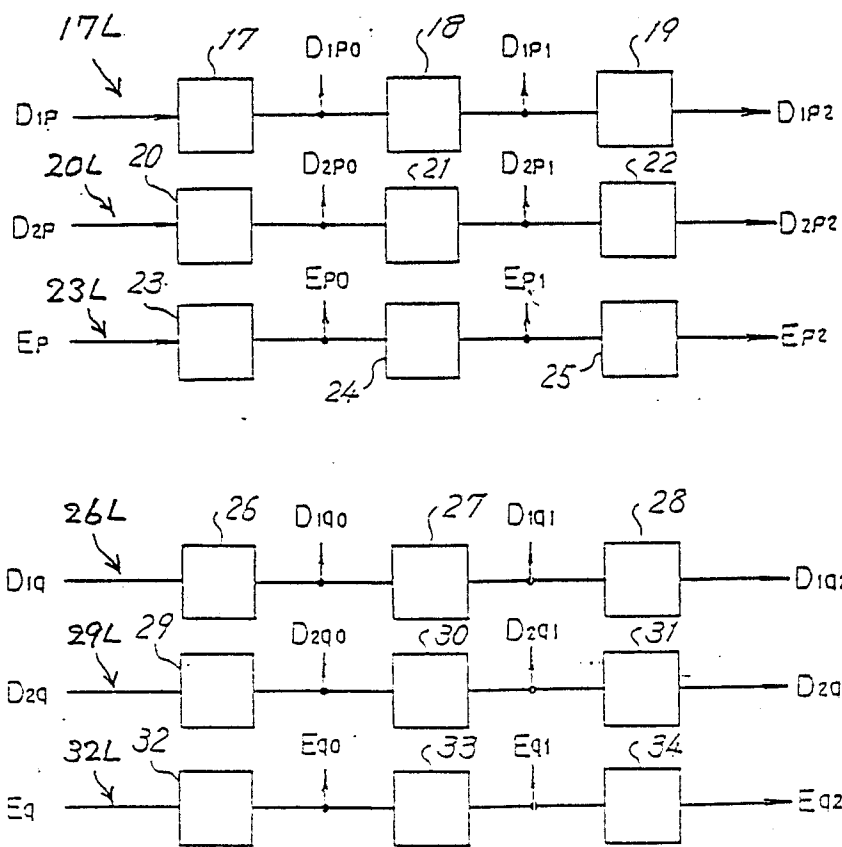 17L 17 D1P0 18 D1P1 19
D1P D1P2
20L 20 D2P0 21 D2P1 22
D2P D2P2
23L 23 EP0 EP1
EP 24 25 EP2
26L 26 D1q0 27 D1q1 28
D1q D1q2
29L 29 D2q0 30 D2q1 31
D2q D2q
32L 32 Eq0 33 Eq1 34
Eq Eq2